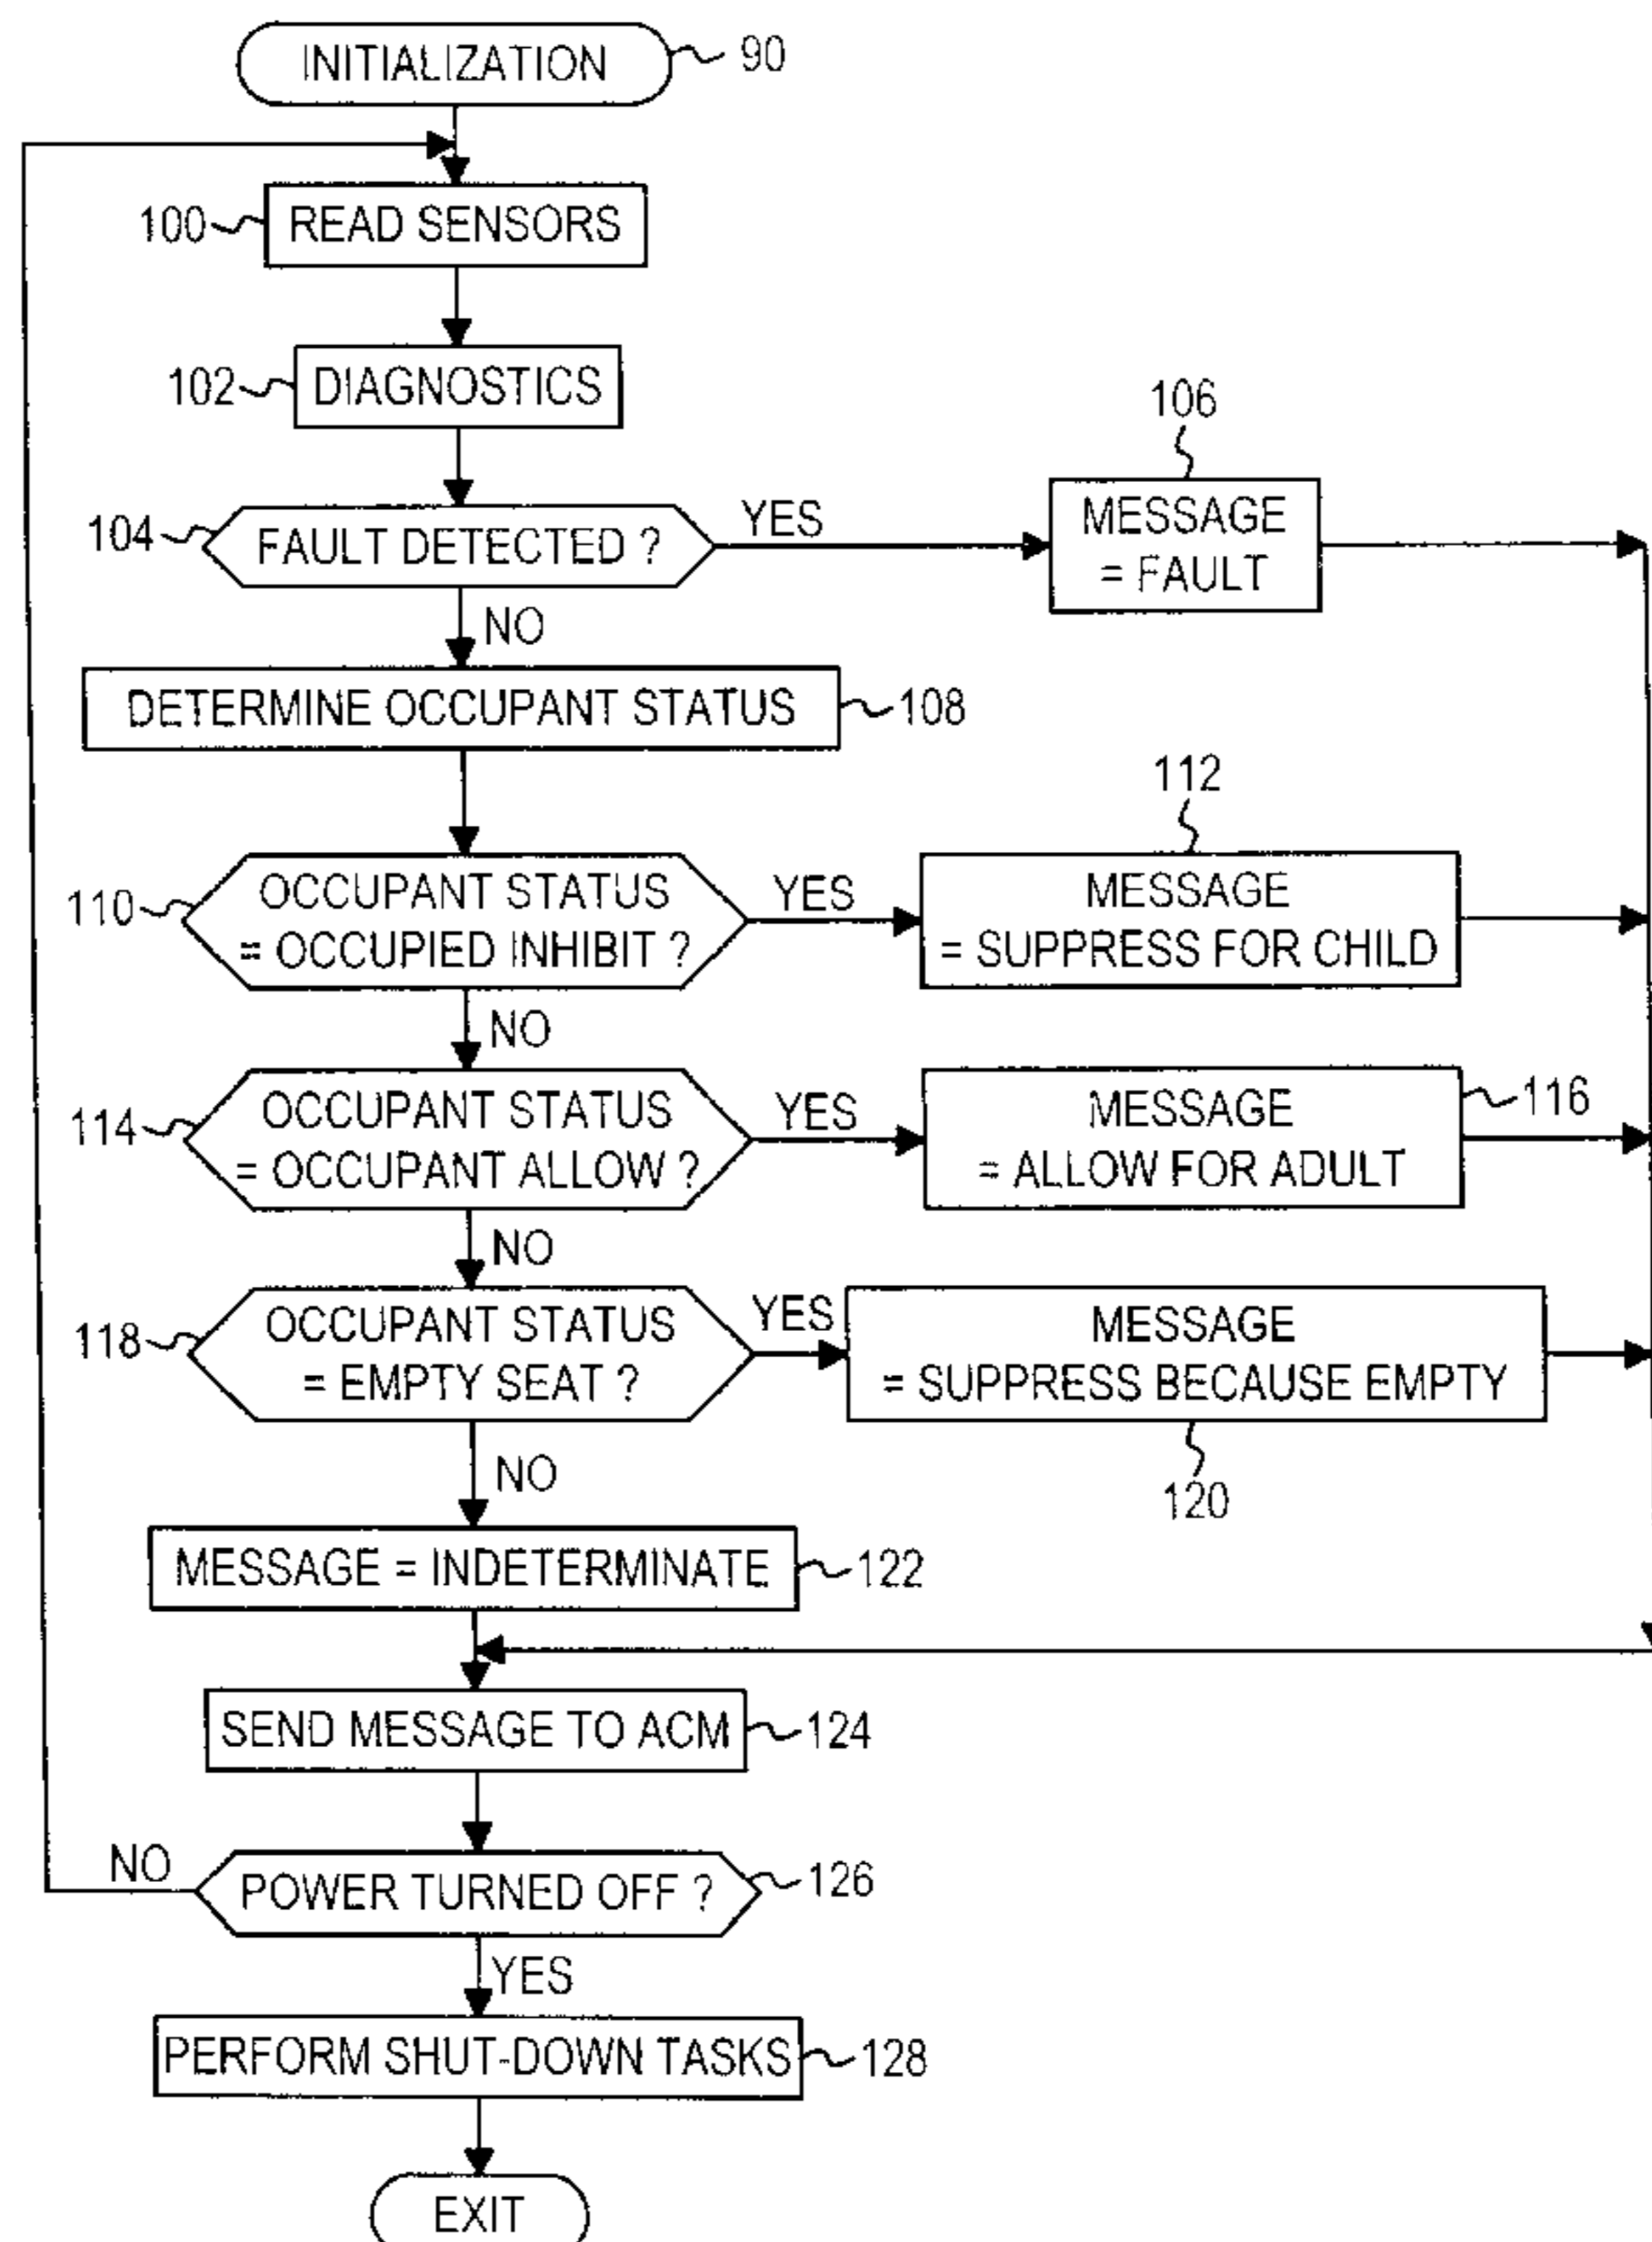 INITIALIZATION
90
100
READ SENSORS
102
DIAGNOSTICS
106
104
FAULT DETECTED ?
YES
MESSAGE
= FAULT
NO
DETERMINE OCCUPANT STATUS
108
112
110
OCCUPANT STATUS
= OCCUPIED INHIBIT ?
YES
MESSAGE
= SUPPRESS FOR CHILD
NO
114
OCCUPANT STATUS
= OCCUPANT ALLOW ?
YES
MESSAGE
= ALLOW FOR ADULT
116
NO
118
OCCUPANT STATUS
= EMPTY SEAT ?
YES
MESSAGE
= SUPPRESS BECAUSE EMPTY
120
NO
MESSAGE = INDETERMINATE
122
SEND MESSAGE TO ACM
124
NO
POWER TURNED OFF ?
126
YES
PERFORM SHUT-DOWN TASKS
128
EXIT